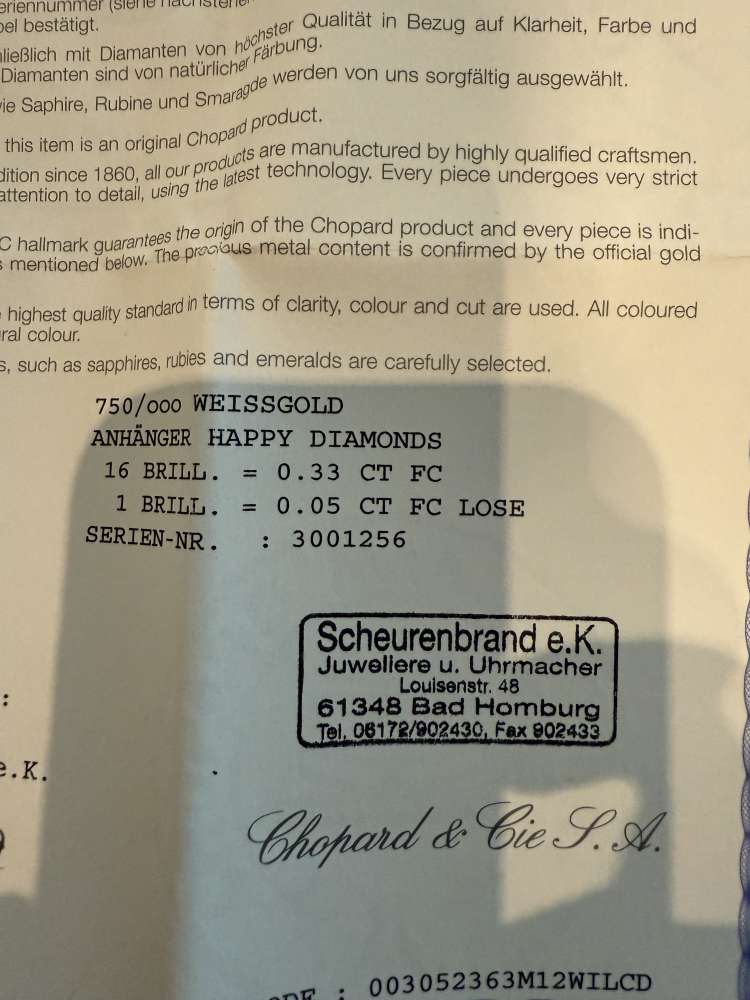 bel bestätigt.
höchster Qualität in Bezug auf Klarheit, Farbe und
ließlich mit Diamanten von
Diamanten sind von natürlicher Färbung.
ie Saphire, Rubine und Smaragde werden von uns sorgfältig ausgewählt.
this item is an original Chopard product.
dition since 1860, all our products are manufactured by highly qualified craftsmen.
attention to detail, using the latest technology. Every piece undergoes very strict
C hallmark guarantees the origin of the Chopard product and every piece is indi-
s mentioned below. The precious metal content is confirmed by the official gold
highest quality standard in terms of clarity, colour and cut are used. All coloured
ral colour.
s, such as sapphires, rubies and emeralds are carefully selected.
750/ooo WEISSGOLD
ANHÄNGER HAPPY DIAMONDS
16 BRILL. = 0.33 CT FC
1 BRILL. = 0.05 CT FC LOSE
SERIEN-NR. : 3001256
Scheurenbrand e.K.
Juweliere u. Uhrmacher
Louisenstr. 48
61348 Bad Homburg
Tel. 06172/902430, Fax 902433
:
e.K.
Chopard & Cie S.A.
: 003052363M12WILCD